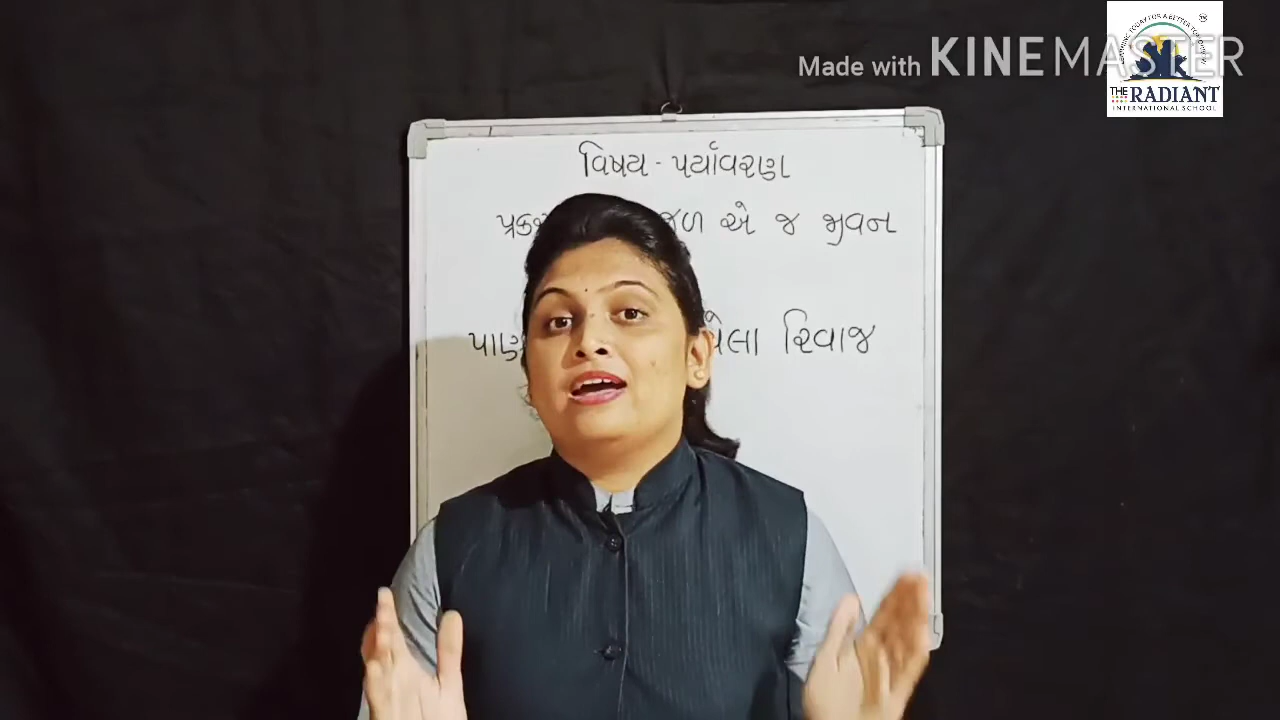 Made with KINEMASTER
THE RADIANT
INTERNATIONAL SCHOOL
વિષય - પર્યાવરણ
જળ એ જ જીવન
રિવાજ